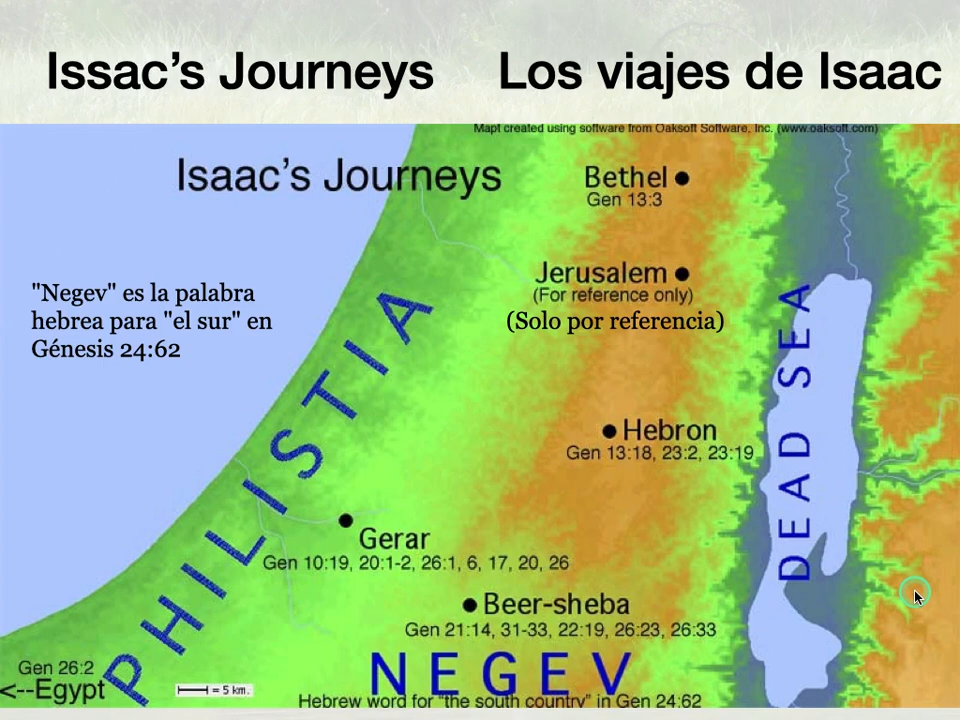 Issac’s Journeys
Los viajes de Isaac
Mapt created using software from Oaksoft Software, Inc. (www.oaksoft.com)
Isaac’s Journeys
Bethel
Gen 13:3
Jerusalem
(For reference only)
(Solo por referencia)
"Negev" es la palabra
hebrea para "el sur" en
Génesis 24:62
PHILISTIA
DEAD SEA
Hebron
Gen 13:18, 23:2, 23:19
Gerar
Gen 10:19, 20:1-2, 26:1, 6, 17, 20, 26
Beer-sheba
Gen 21:14, 31-33, 22:19, 26:23, 26:33
Gen 26:2
<--Egypt
= 5 km.
NEGEV
Hebrew word for “the south country” in Gen 24:62